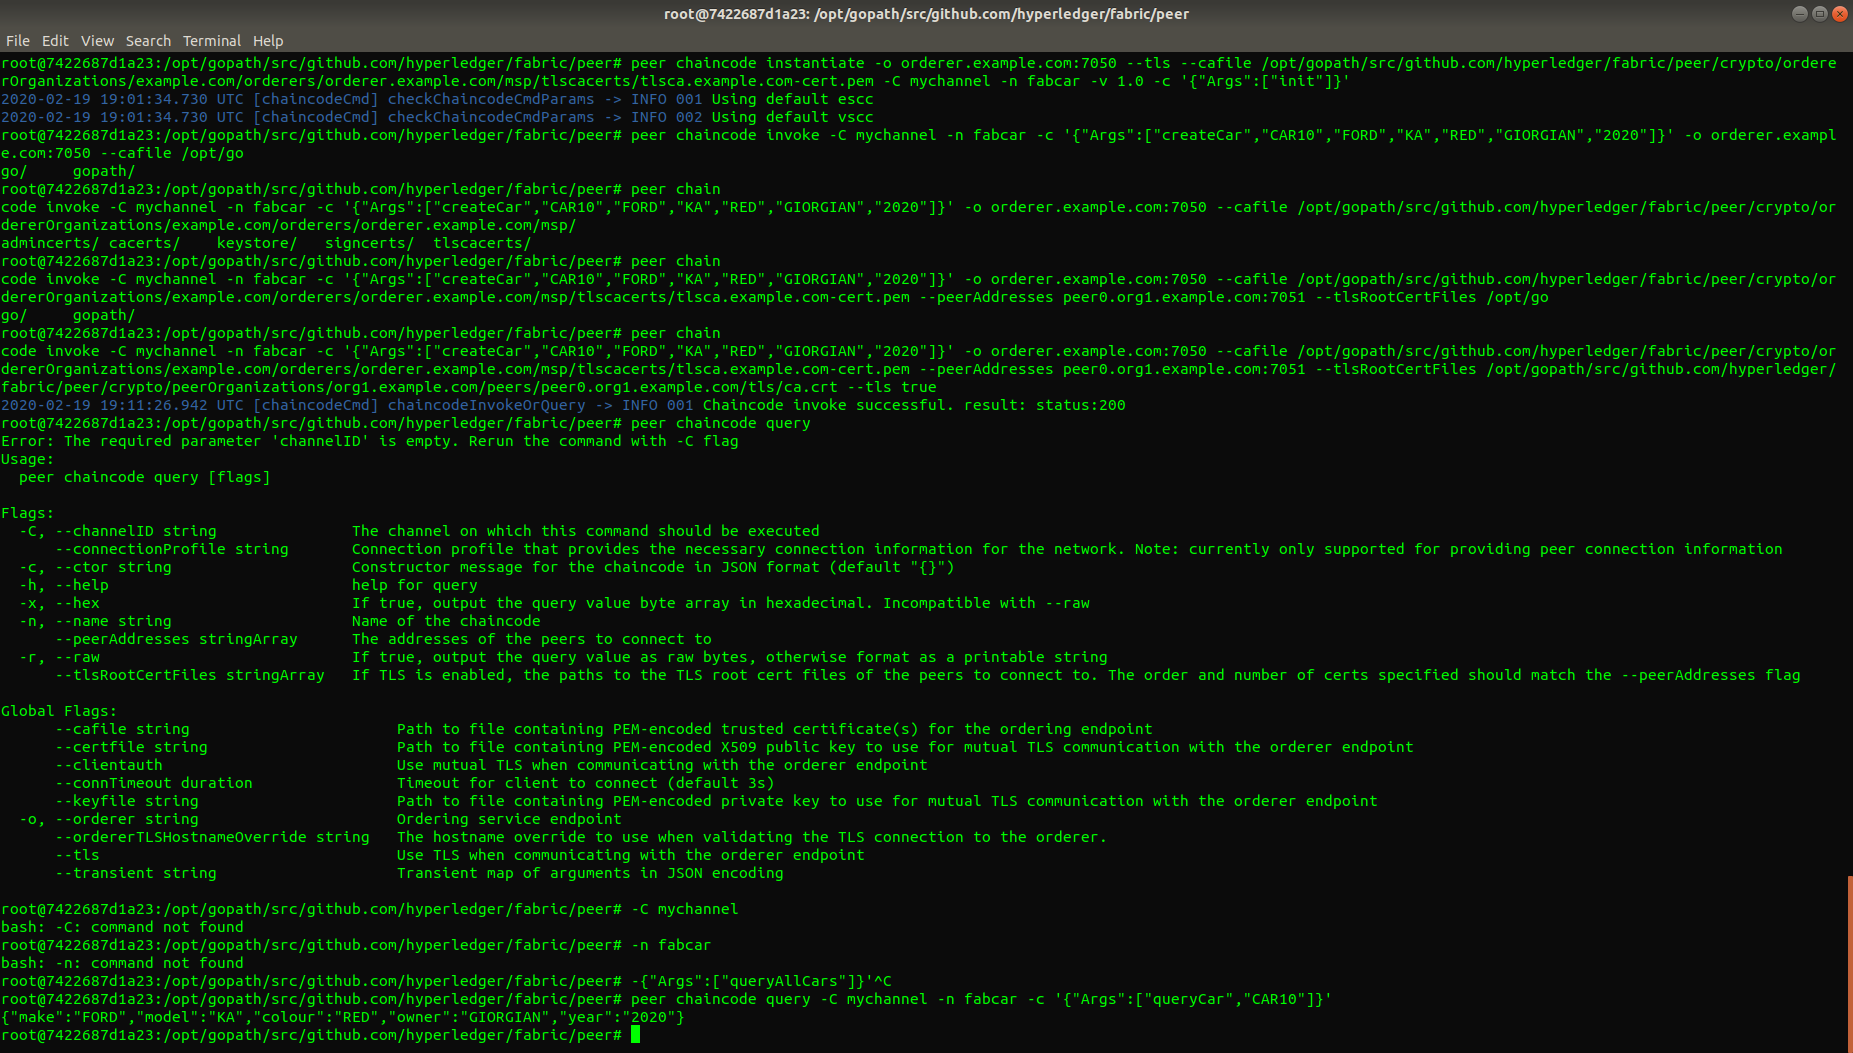 root@7422687d1a23: /opt/gopath/src/github.com/hyperledger/fabric/peer
File Edit View Search Terminal Help
root@7422687d1a23:/opt/gopath/src/github.com/hyperledger/fabric/peer# peer chaincode instantiate -o orderer.example.com:7050 --tls --cafile /opt/gopath/src/github.com/hyperledger/fabric/peer/crypto/ordere
rOrganizations/example.com/orderers/orderer.example.com/msp/tlscacerts/tlsca.example.com-cert.pem -C mychannel -n fabcar -v 1.0 -c '{"Args":["init"]}'
2020-02-19 19:01:34.730 UTC [chaincodeCmd] checkChaincodeCmdParams -> INFO 001 Using default escc
2020-02-19 19:01:34.730 UTC [chaincodeCmd] checkChaincodeCmdParams -> INFO 002 Using default vscc
root@7422687d1a23:/opt/gopath/src/github.com/hyperledger/fabric/peer# peer chaincode invoke -C mychannel -n fabcar -c '{"Args":["createCar","CAR10","FORD","KA","RED","GIORGIAN","2020"]}' -o orderer.exampl
e.com:7050 --cafile /opt/go
go/     gopath/
root@7422687d1a23:/opt/gopath/src/github.com/hyperledger/fabric/peer# peer chain
code invoke -C mychannel -n fabcar -c '{"Args":["createCar","CAR10","FORD","KA","RED","GIORGIAN","2020"]}' -o orderer.example.com:7050 --cafile /opt/gopath/src/github.com/hyperledger/fabric/peer/crypto/or
dererOrganizations/example.com/orderers/orderer.example.com/msp/
admincerts/ cacerts/    keystore/   signcerts/  tlscacerts/
root@7422687d1a23:/opt/gopath/src/github.com/hyperledger/fabric/peer# peer chain
code invoke -C mychannel -n fabcar -c '{"Args":["createCar","CAR10","FORD","KA","RED","GIORGIAN","2020"]}' -o orderer.example.com:7050 --cafile /opt/gopath/src/github.com/hyperledger/fabric/peer/crypto/or
dererOrganizations/example.com/orderers/orderer.example.com/msp/tlscacerts/tlsca.example.com-cert.pem --peerAddresses peer0.org1.example.com:7051 --tlsRootCertFiles /opt/go
go/     gopath/
root@7422687d1a23:/opt/gopath/src/github.com/hyperledger/fabric/peer# peer chain
code invoke -C mychannel -n fabcar -c '{"Args":["createCar","CAR10","FORD","KA","RED","GIORGIAN","2020"]}' -o orderer.example.com:7050 --cafile /opt/gopath/src/github.com/hyperledger/fabric/peer/crypto/or
dererOrganizations/example.com/orderers/orderer.example.com/msp/tlscacerts/tlsca.example.com-cert.pem --peerAddresses peer0.org1.example.com:7051 --tlsRootCertFiles /opt/gopath/src/github.com/hyperledger/
fabric/peer/crypto/peerOrganizations/org1.example.com/peers/peer0.org1.example.com/tls/ca.crt --tls true
2020-02-19 19:11:26.942 UTC [chaincodeCmd] chaincodeInvokeOrQuery -> INFO 001 Chaincode invoke successful. result: status:200
root@7422687d1a23:/opt/gopath/src/github.com/hyperledger/fabric/peer# peer chaincode query
Error: The required parameter 'channelID' is empty. Rerun the command with -C flag
Usage:
  peer chaincode query [flags]

Flags:
  -C, --channelID string               The channel on which this command should be executed
      --connectionProfile string       Connection profile that provides the necessary connection information for the network. Note: currently only supported for providing peer connection information
  -c, --ctor string                    Constructor message for the chaincode in JSON format (default "{}")
  -h, --help                           help for query
  -x, --hex                            If true, output the query value byte array in hexadecimal. Incompatible with --raw
  -n, --name string                    Name of the chaincode
      --peerAddresses stringArray      The addresses of the peers to connect to
  -r, --raw                            If true, output the query value as raw bytes, otherwise format as a printable string
      --tlsRootCertFiles stringArray   If TLS is enabled, the paths to the TLS root cert files of the peers to connect to. The order and number of certs specified should match the --peerAddresses flag

Global Flags:
      --cafile string                       Path to file containing PEM-encoded trusted certificate(s) for the ordering endpoint
      --certfile string                     Path to file containing PEM-encoded X509 public key to use for mutual TLS communication with the orderer endpoint
      --clientauth                          Use mutual TLS when communicating with the orderer endpoint
      --connTimeout duration                Timeout for client to connect (default 3s)
      --keyfile string                      Path to file containing PEM-encoded private key to use for mutual TLS communication with the orderer endpoint
  -o, --orderer string                      Ordering service endpoint
      --ordererTLSHostnameOverride string   The hostname override to use when validating the TLS connection to the orderer.
      --tls                                 Use TLS when communicating with the orderer endpoint
      --transient string                    Transient map of arguments in JSON encoding

root@7422687d1a23:/opt/gopath/src/github.com/hyperledger/fabric/peer# -C mychannel
bash: -C: command not found
root@7422687d1a23:/opt/gopath/src/github.com/hyperledger/fabric/peer# -n fabcar
bash: -n: command not found
root@7422687d1a23:/opt/gopath/src/github.com/hyperledger/fabric/peer# -{"Args":["queryAllCars"]}'^C
root@7422687d1a23:/opt/gopath/src/github.com/hyperledger/fabric/peer# peer chaincode query -C mychannel -n fabcar -c '{"Args":["queryCar","CAR10"]}'
{"make":"FORD","model":"KA","colour":"RED","owner":"GIORGIAN","year":"2020"}
root@7422687d1a23:/opt/gopath/src/github.com/hyperledger/fabric/peer#